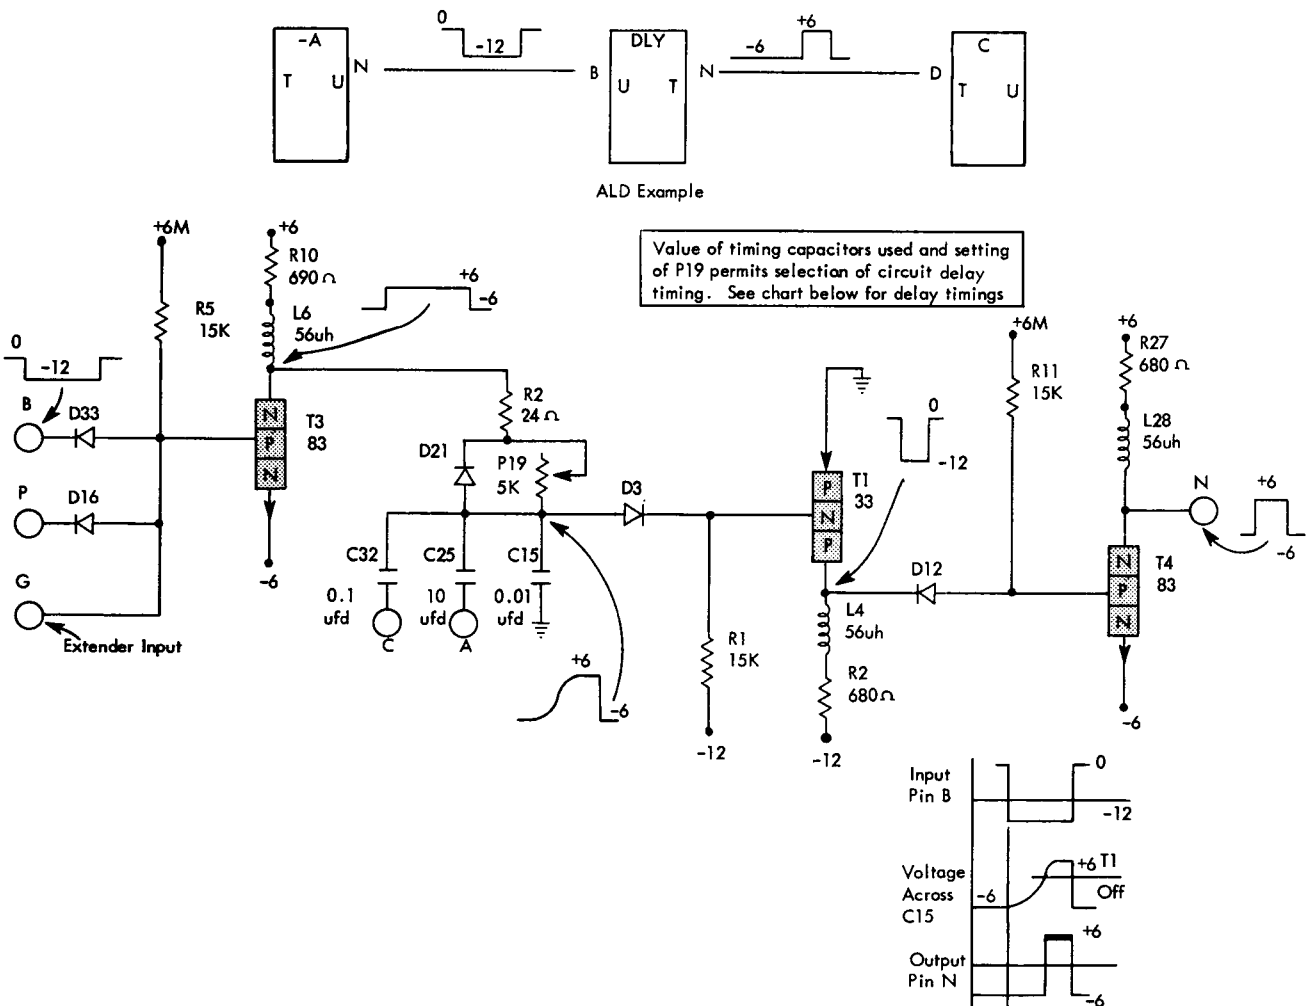 -A
T U
N
0
-12
B
DLY
U T
N
-6
+6
D
C
T U
ALD Example
Value of timing capacitors used and setting
of P19 permits selection of circuit delay
timing. See chart below for delay timings
+6M
R5
15K
+6
R10
690Ω
L6
56uh
+6
-6
0
-12
B
D33
P
D16
G
Extender Input
N
P
N
T3
83
-6
R2
24Ω
D21
P19
5K
D3
C32
0.1
ufd
C
C25
10
ufd
A
C15
0.01
ufd
+6
-6
R1
15K
-12
P
N
P
T1
33
0
-12
L4
56uh
R2
680Ω
-12
D12
+6M
R11
15K
+6
R27
680Ω
L28
56uh
N
+6
-6
N
P
N
T4
83
-6
Input
Pin B
0
-12
Voltage
Across
C15
-6
+6 T1
Off
Output
Pin N
+6
-6